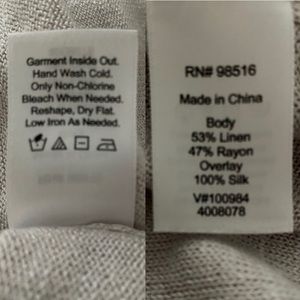 Garment Inside Out.
Hand Wash Cold.
Only Non-Chlorine
Bleach When Needed.
Reshape, Dry Flat.
Low Iron As Needed.
RN# 98516
Made in China
Body
53% Linen
47% Rayon
Overlay
100% Silk
V#100984
4008078